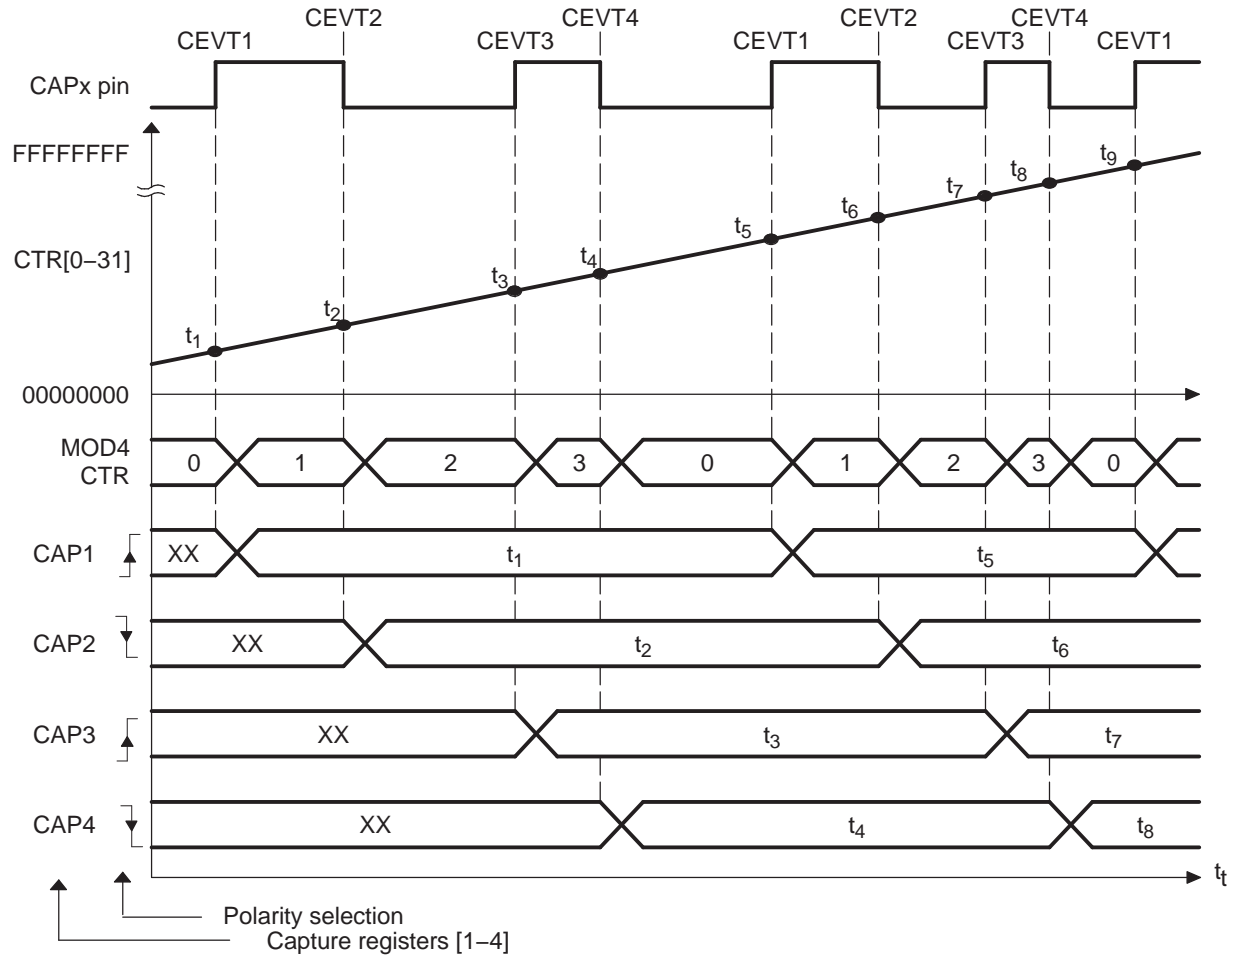 CEVT2 CEVT4 CEVT2 CEVT4
CEVT1 CEVT3 CEVT1 CEVT3 CEVT1
CAPx pin
FFFFFFFF
t9
t8
t7
t6
t5
CTR[0−31]
t4
t3
t2
t1
00000000
MOD4
CTR
0 1 2 3 0 1 2 3 0
CAP1 XX t1 t5
CAP2 XX t2 t6
CAP3 XX t3 t7
CAP4 XX t4 t8
tt
Polarity selection
Capture registers [1−4]